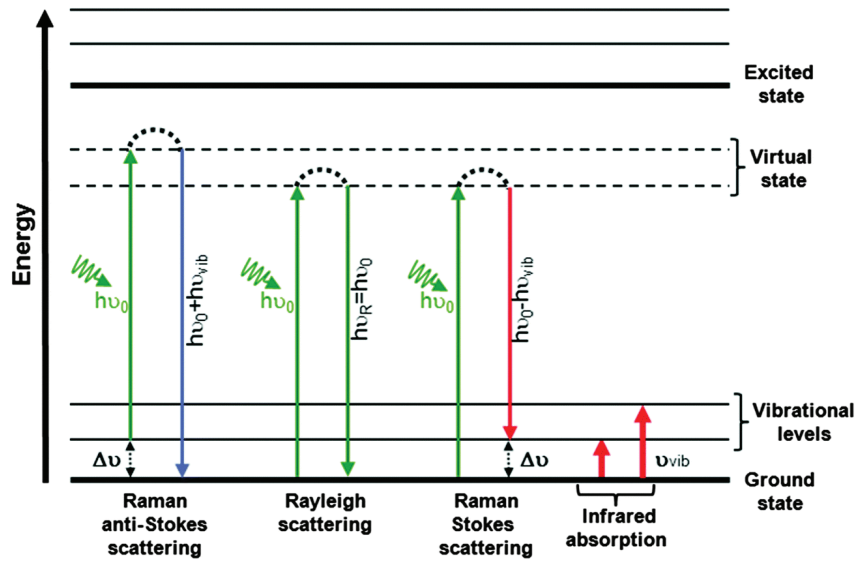 Energy
Excited
state
Virtual
state
hυ₀
hυ₀+hυvib
hυ₀
hυR=hυ₀
hυ₀
hυ₀-hυvib
Vibrational
levels
Δυ
Δυ
υvib
Ground
state
Raman
anti-Stokes
scattering
Rayleigh
scattering
Raman
Stokes
scattering
Infrared
absorption